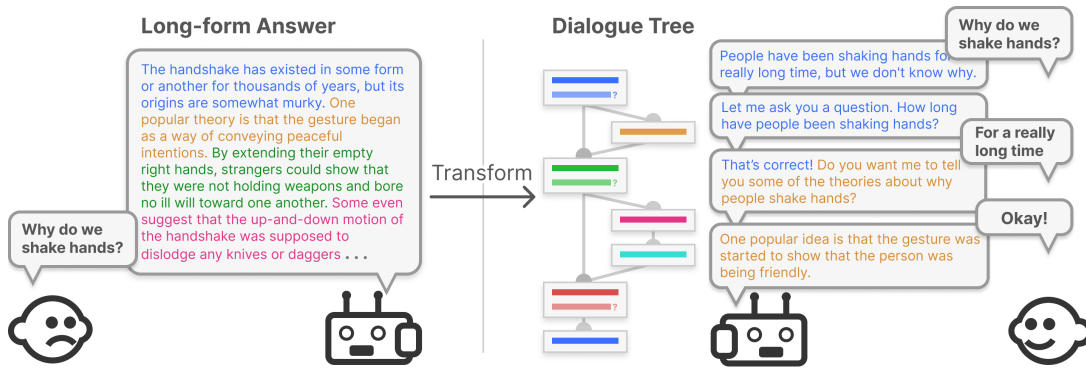 Long-form Answer
The handshake has existed in some form
or another for thousands of years, but its
origins are somewhat murky. One
popular theory is that the gesture began
as a way of conveying peaceful
intentions. By extending their empty
right hands, strangers could show that
they were not holding weapons and bore
no ill will toward one another. Some even
suggest that the up-and-down motion of
the handshake was supposed to
dislodge any knives or daggers . . .
Why do we
shake hands?
Transform
Dialogue Tree
?
?
?
Why do we
shake hands?
People have been shaking hands for
really long time, but we don't know why.
Let me ask you a question. How long
have people been shaking hands?
For a really
long time
That's correct! Do you want me to tell
you some of the theories about why
people shake hands?
Okay!
One popular idea is that the gesture was
started to show that the person was
being friendly.